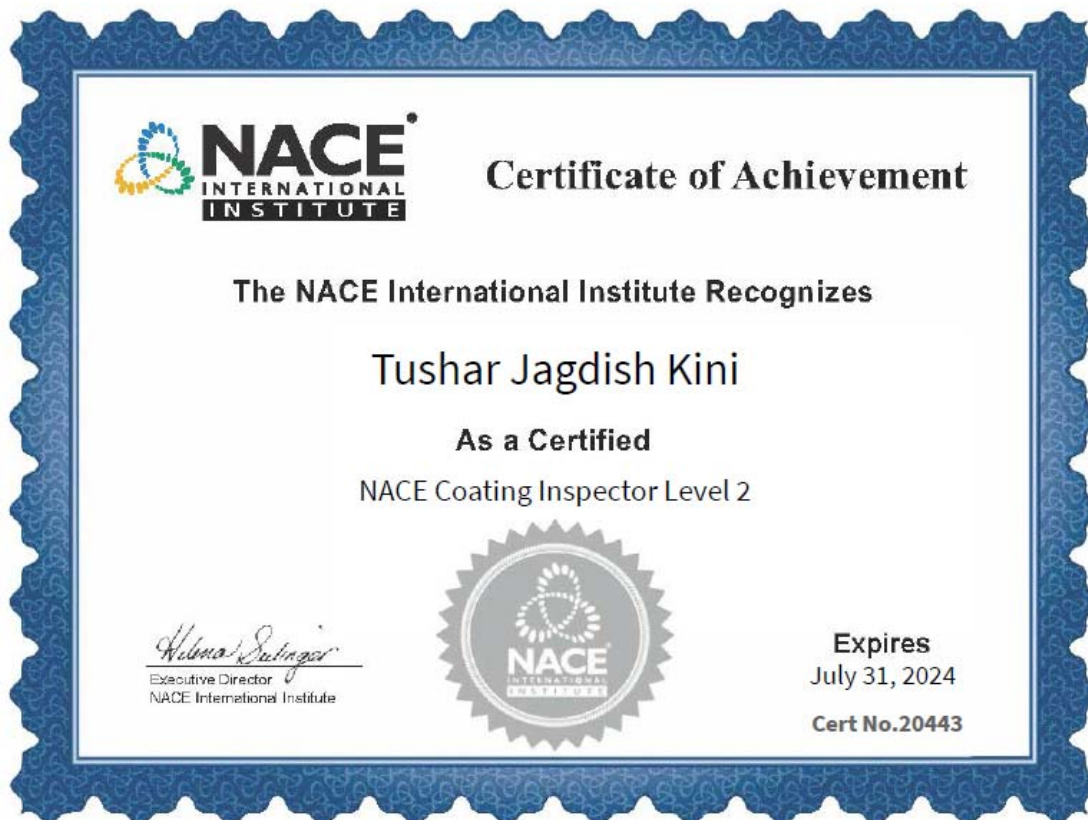 NACE
INTERNATIONAL
INSTITUTE
Certificate of Achievement
The NACE International Institute Recognizes
Tushar Jagdish Kini
As a Certified
NACE Coating Inspector Level 2
NACE
INTERNATIONAL
INSTITUTE
Executive Director
NACE International Institute
Expires
July 31, 2024
Cert No.20443